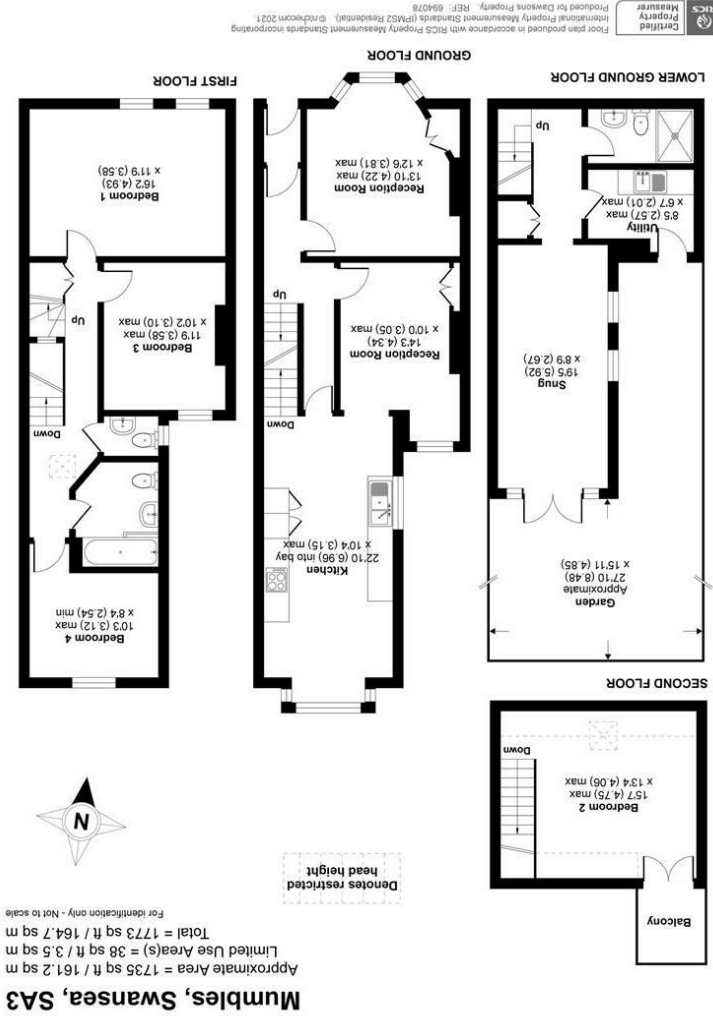 Mumbles, Swansea, SA3
Approximate Area = 1735 sq ft / 161.2 sq m
Limited Use Area(s) = 38 sq ft / 3.5 sq m
Total = 1773 sq ft / 164.7 sq m
For identification only - Not to scale
Denotes restricted
head height
N
Balcony
Bedroom 2
15'7 (4.75) max
x 13'4 (4.06) max
Down
SECOND FLOOR
Garden
Approximate
27'10 (8.48)
x 15'11 (4.85)
Snug
19'5 (5.92)
x 8'9 (2.67)
Utility
8'5 (2.57) max
x 6'7 (2.01) max
Up
LOWER GROUND FLOOR
Kitchen
22'10 (6.96) into bay
x 10'4 (3.15) max
Down
Up
Reception Room
14'3 (4.34)
x 10'0 (3.05)
Reception Room
13'10 (4.22) max
x 12'6 (3.81) max
GROUND FLOOR
Bedroom 4
10'3 (3.12) max
x 8'4 (2.54) min
Down
Up
Bedroom 3
11'9 (3.58) max
x 10'2 (3.10) max
Bedroom 1
16'2 (4.93)
x 11'9 (3.58)
FIRST FLOOR
Certified
Property
Measurer
RICS
Floor plan produced in accordance with RICS Property Measurement Standards incorporating
International Property Measurement Standards (IPMS2 Residential). ©nichecom 2021.
Produced for Dawsons Property. REF: 694078